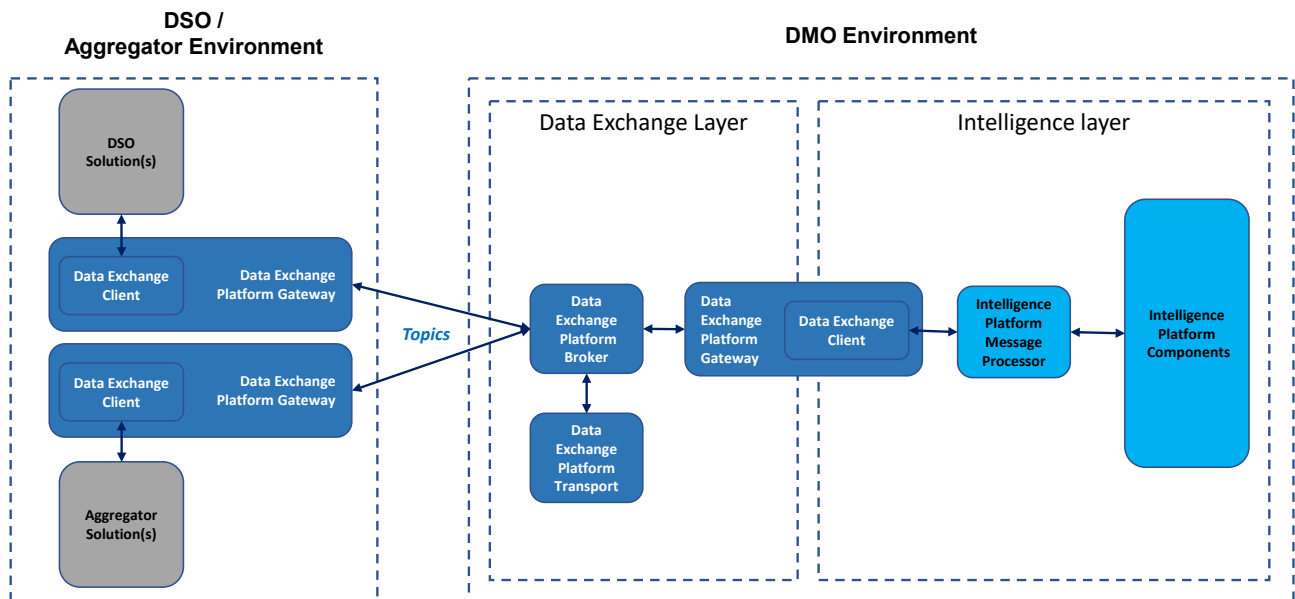 DSO /
Aggregator Environment
DMO Environment
Data Exchange Layer
Intelligence layer
DSO
Solution(s)
Data Exchange
Client
Data Exchange
Platform Gateway
Topics
Data Exchange
Client
Data Exchange
Platform Gateway
Aggregator
Solution(s)
Data
Exchange
Platform
Broker
Data
Exchange
Platform
Transport
Data
Exchange
Platform
Gateway
Data Exchange
Client
Intelligence
Platform
Message
Processor
Intelligence
Platform
Components